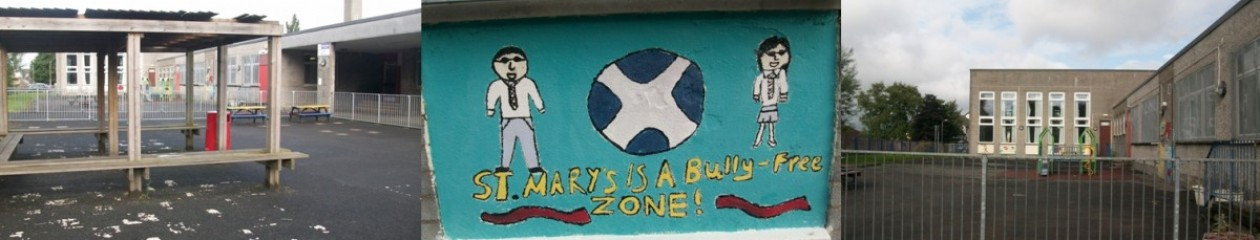 ST. MARY'S IS A Bully-Free
ZONE!